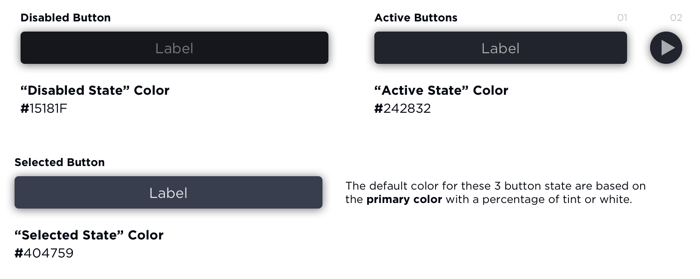 Disabled Button
Label
“Disabled State” Color
#15181F
Active Buttons
01
02
Label
“Active State” Color
#242832
Selected Button
Label
“Selected State” Color
#404759
The default color for these 3 button state are based on
the primary color with a percentage of tint or white.